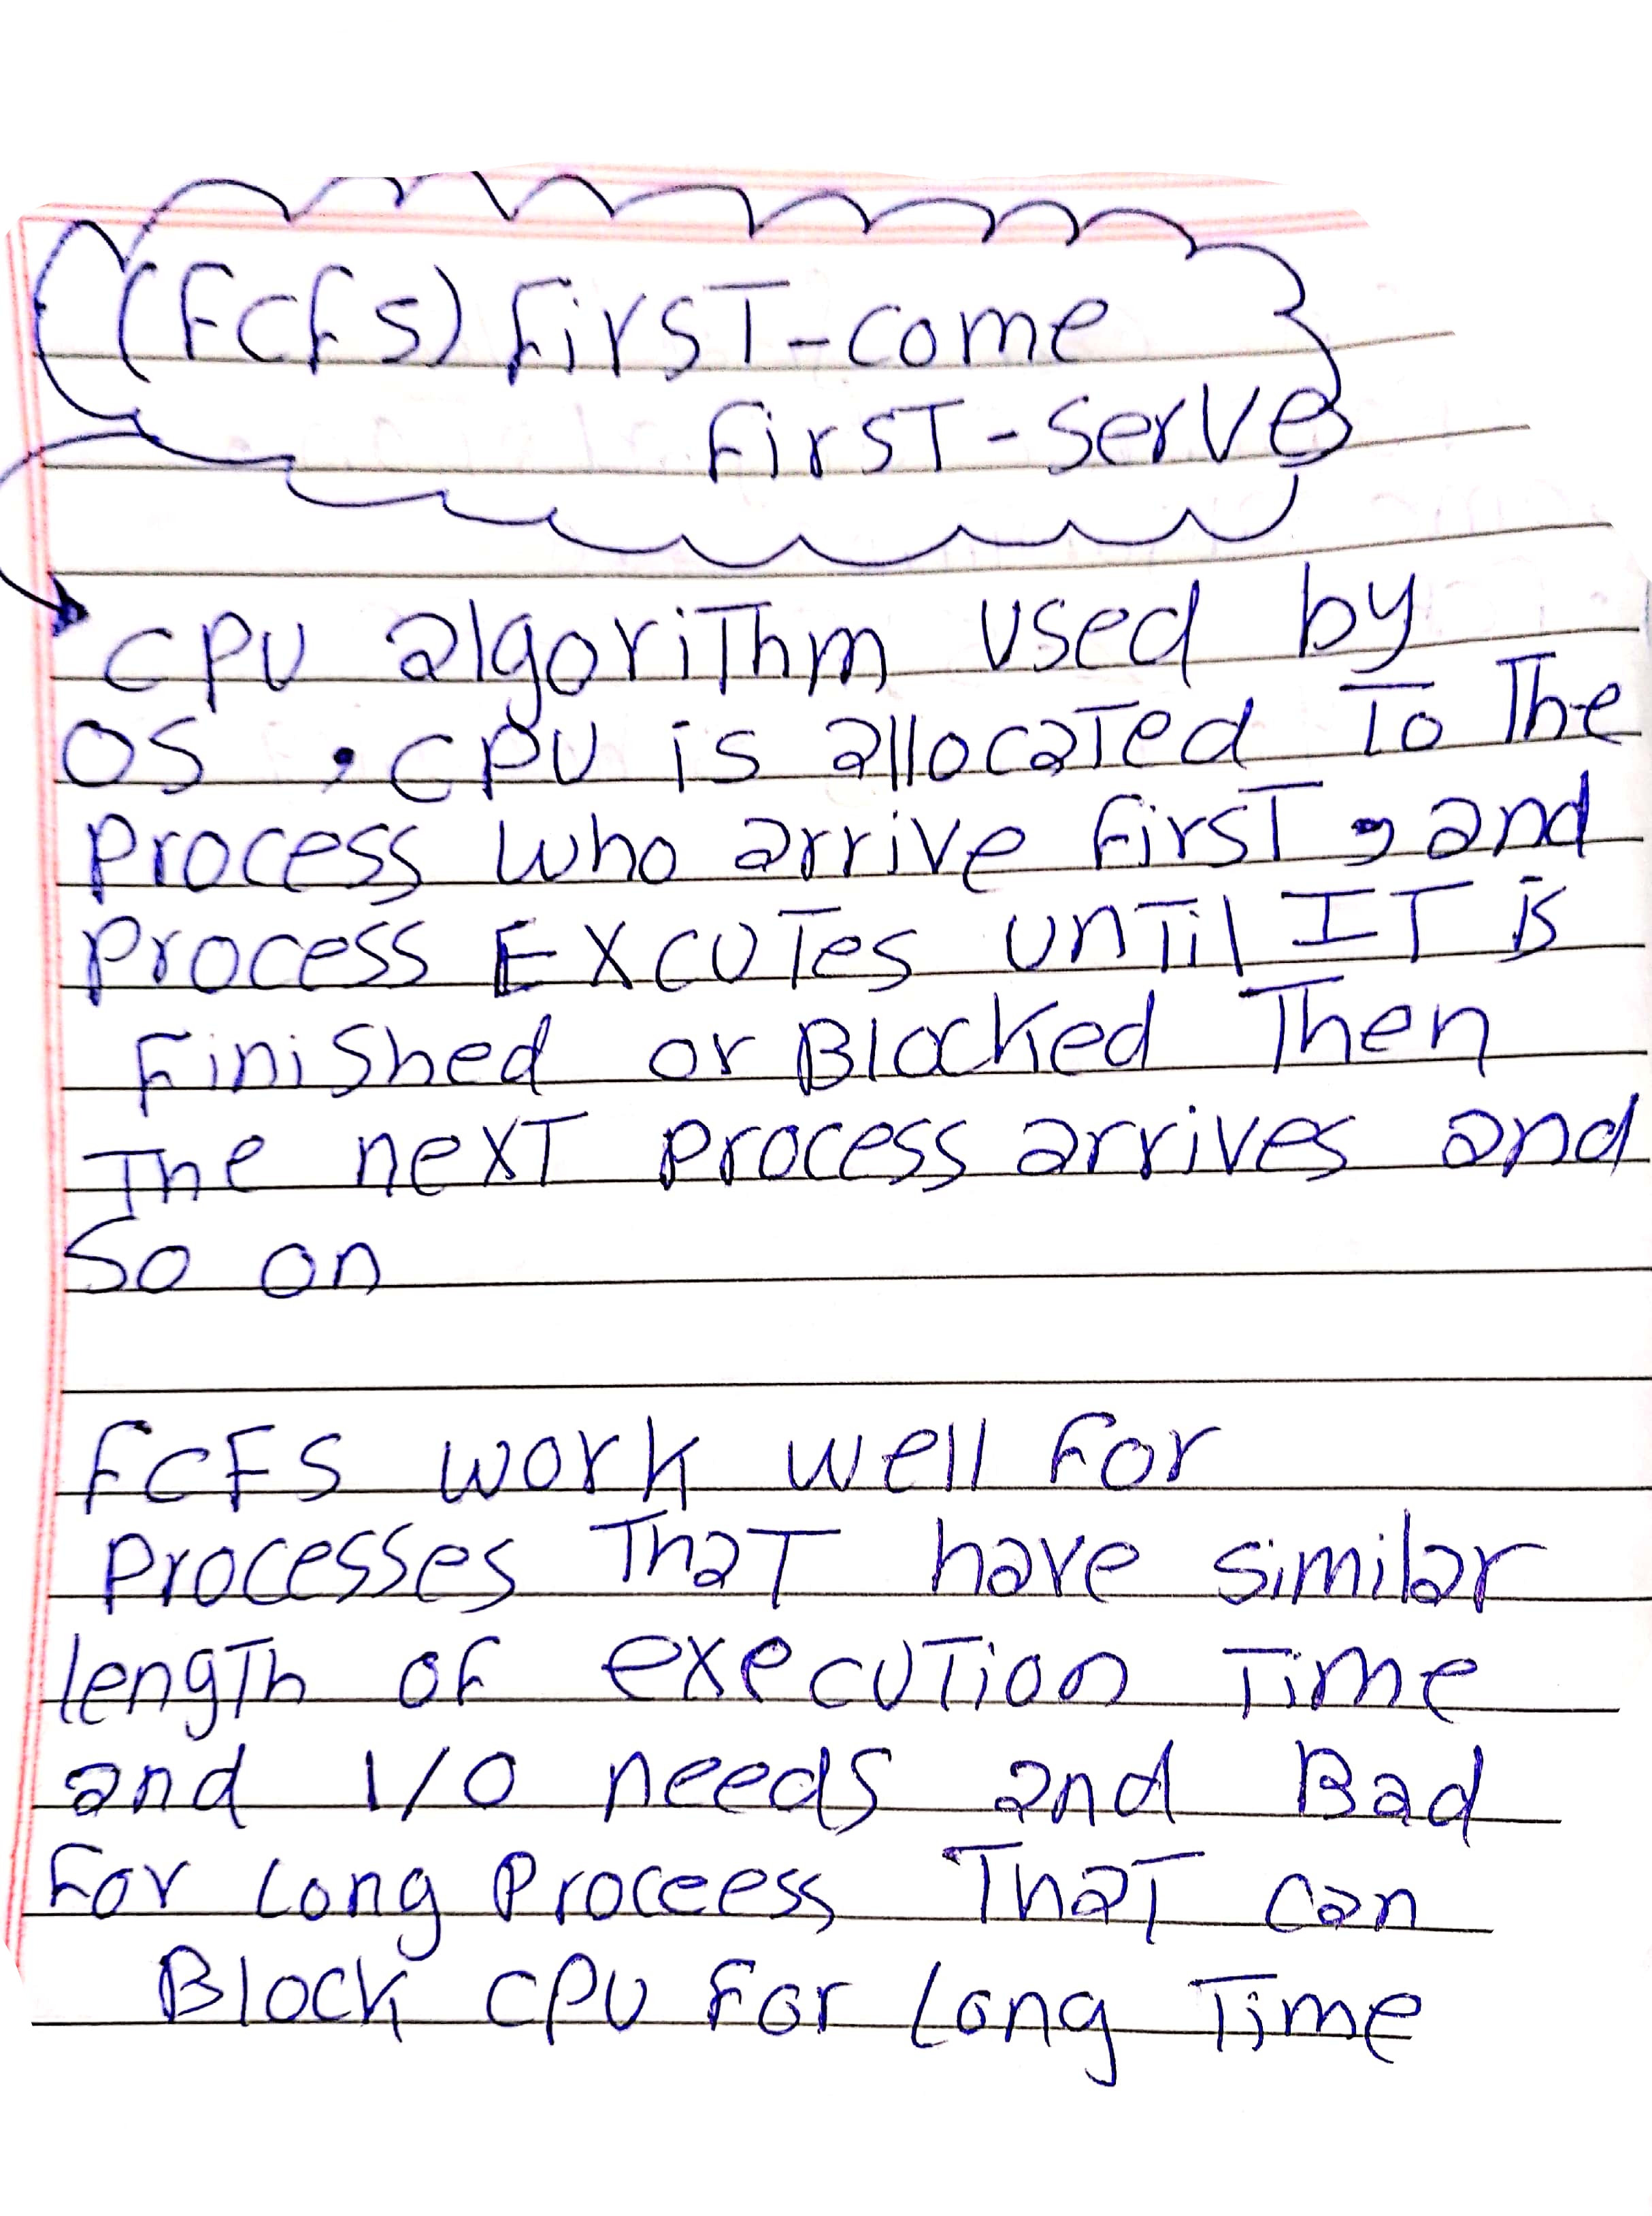 (FCFS) First-come
First-serve
CPU algorithm used by
OS . CPU is allocated To The
Process who arrive first, and
Process Excutes until IT is
Finished or Blocked Then
The next process arrives and
So on
FCFS work well for
Processes That have similar
length of execution Time
and I/O needs and Bad
For Long Proceess That can
Block CPU For Long Time